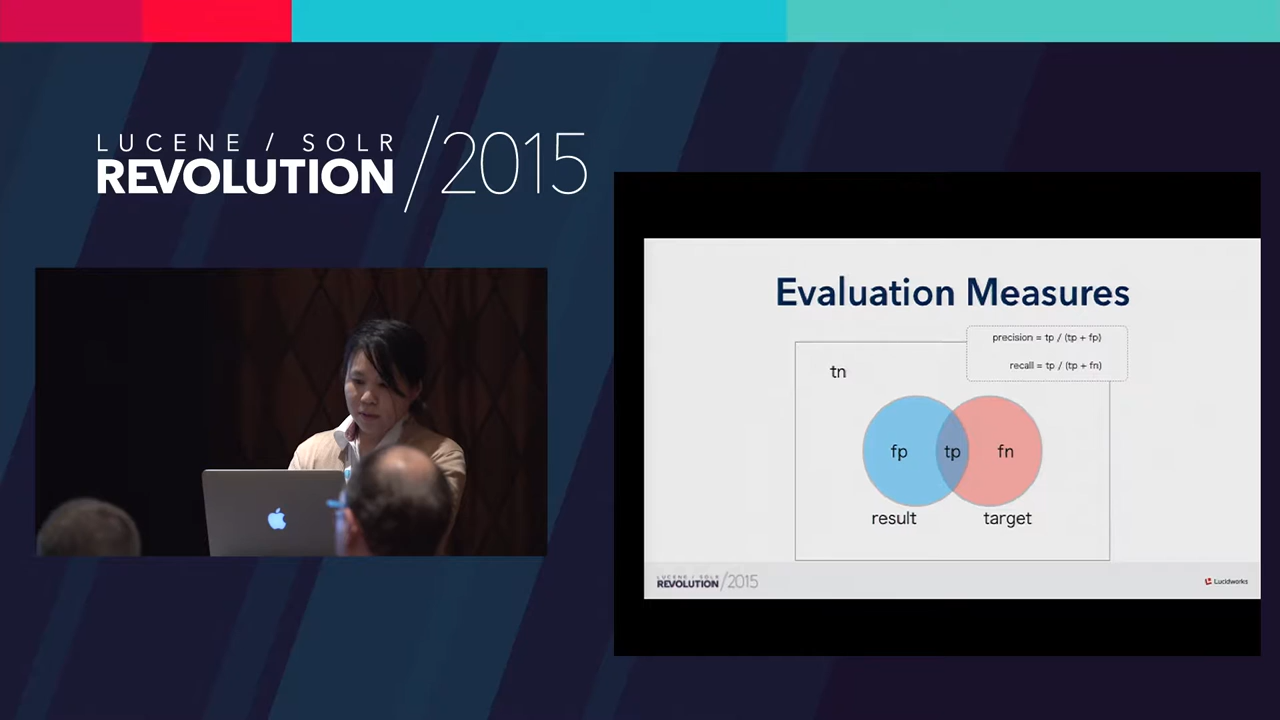 LUCENE / SOLR
REVOLUTION /2015
Evaluation Measures
precision = tp / (tp + fp)
recall = tp / (tp + fn)
tn
fp tp fn
result target
LUCENE / SOLR
REVOLUTION /2015
Lucidworks